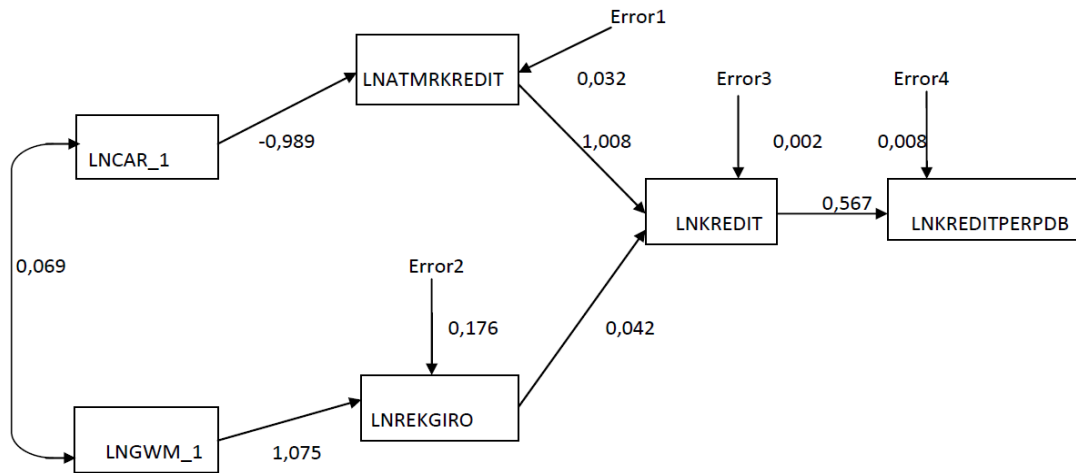 Error1
LNATMRKREDIT
0,032
Error3
Error4
LNCAR_1
-0,989
1,008
0,002
0,008
LNKREDIT
0,567
LNKREDITPERPDB
0,069
Error2
0,176
0,042
LNREKGIRO
LNGWM_1
1,075